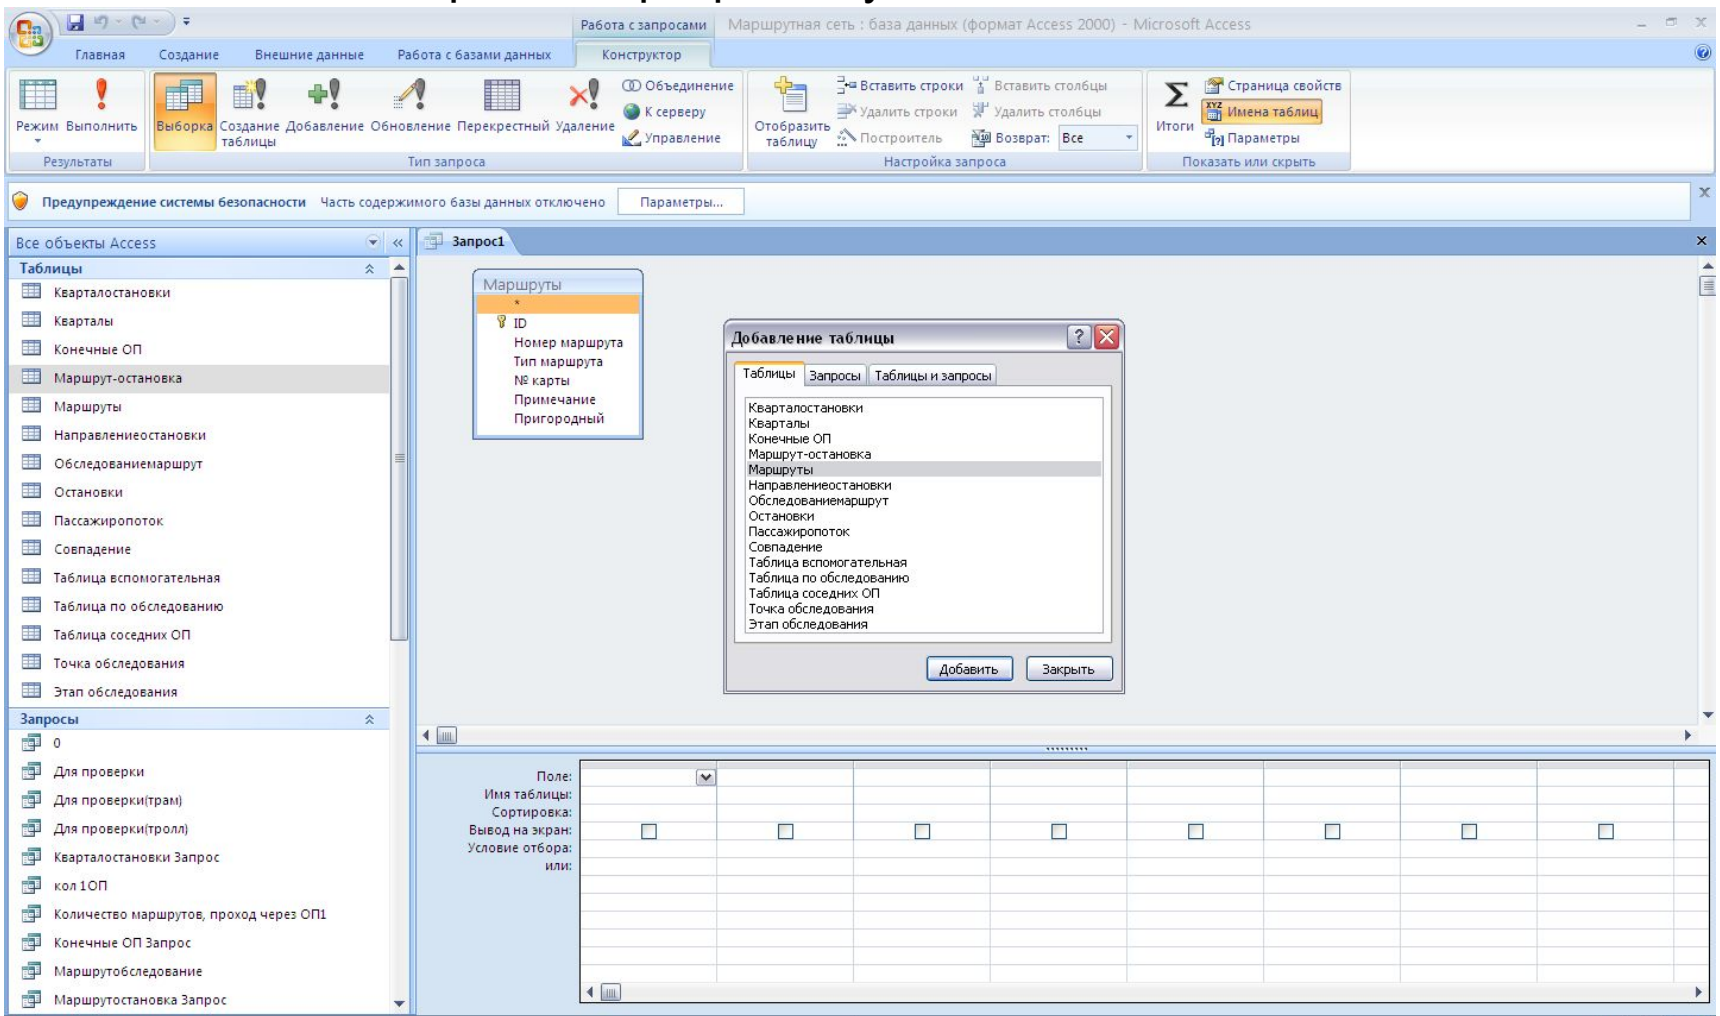 Работа с запросами
Маршрутная сеть : база данных (формат Access 2000) - Microsoft Access
Главная
Создание
Внешние данные
Работа с базами данных
Конструктор
Режим
Выполнить
Результаты
Выборка
Создание
таблицы
Добавление
Обновление
Перекрестный
Удаление
Объединение
К серверу
Управление
Тип запроса
Отобразить
таблицу
Вставить строки
Удалить строки
Построитель
Вставить столбцы
Удалить столбцы
Возврат: Все
Настройка запроса
Итоги
Страница свойств
Имена таблиц
Параметры
Показать или скрыть
Предупреждение системы безопасности Часть содержимого базы данных отключено
Параметры...
Все объекты Access
Таблицы
Кварталостановки
Кварталы
Конечные ОП
Маршрут-остановка
Маршруты
Направлениеостановки
Обследованиемаршрут
Остановки
Пассажиропоток
Совпадение
Таблица вспомогательная
Таблица по обследованию
Таблица соседних ОП
Точка обследования
Этап обследования
Запросы
0
Для проверки
Для проверки(трам)
Для проверки(тролл)
Кварталостановки Запрос
кол 1ОП
Количество маршрутов, проход через ОП1
Конечные ОП Запрос
Маршрутобследование
Маршрутостановка Запрос
Запрос1
Маршруты
*
ID
Номер маршрута
Тип маршрута
№ карты
Примечание
Пригородный
Добавление таблицы
Таблицы
Запросы
Таблицы и запросы
Кварталостановки
Кварталы
Конечные ОП
Маршрут-остановка
Маршруты
Направлениеостановки
Обследованиемаршрут
Остановки
Пассажиропоток
Совпадение
Таблица вспомогательная
Таблица по обследованию
Таблица соседних ОП
Точка обследования
Этап обследования
Добавить
Закрыть
Поле:
Имя таблицы:
Сортировка:
Вывод на экран:
Условие отбора:
или: